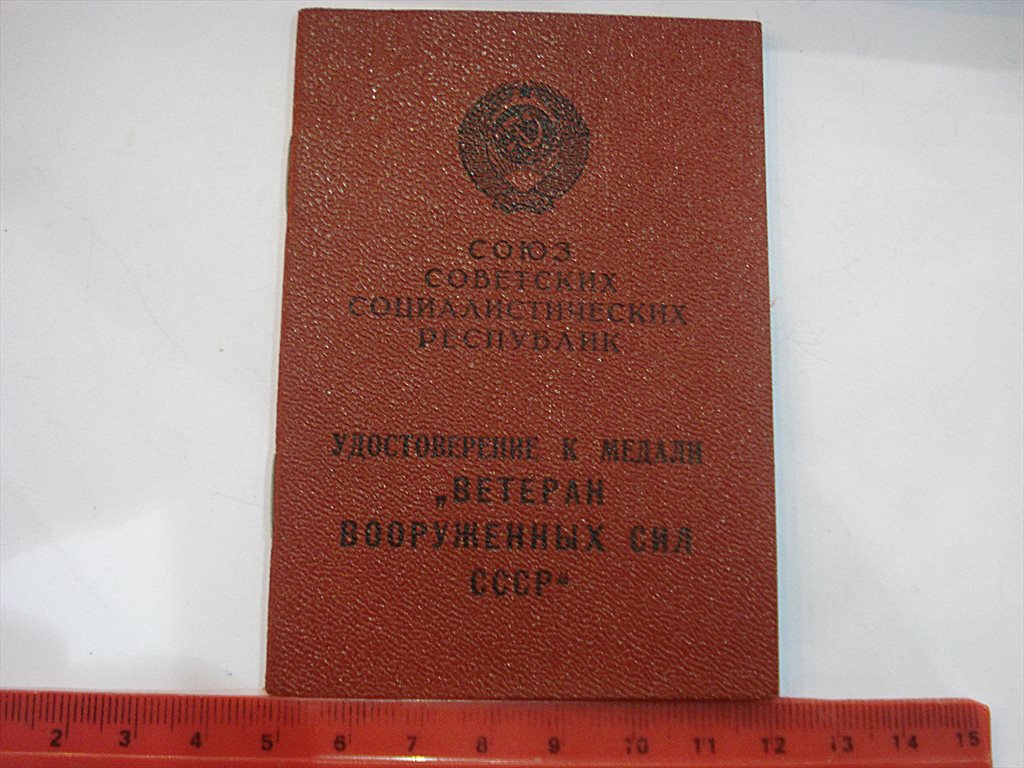 СОЮЗ
СОВЕТСКИХ
СОЦИАЛИСТИЧЕСКИХ
РЕСПУБЛИК
УДОСТОВЕРЕНИЕ К МЕДАЛИ
„ВЕТЕРАН
ВООРУЖЕННЫХ СИЛ
СССР“
2 3 4 5 6 7 8 9 10 11 12 13 14 15